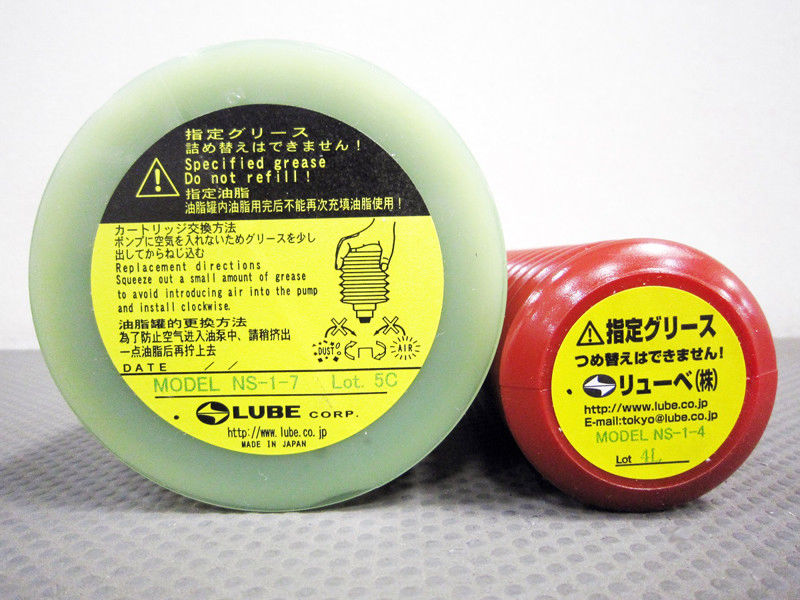 指定グリース
詰め替えはできません!
Specified grease
Do not refill!
指定油脂
油脂罐内油脂用完后不能再次充填油脂使用!
カートリッジ交換方法
ポンプに空気を入れないためグリースを少し
出してからねじ込む
Replacement directions
Squeeze out a small amount of grease
to avoid introducing air into the pump
and install clockwise.
油脂罐的更换方法
為了防止空气进入油泵中、請稍挤出
一点油脂后再拧上去
DUST
AIR
DATE / /
MODEL NS-1-7 Lot. 5C
LUBE CORP.
http://www.lube.co.jp
MADE IN JAPAN
指定グリース
つめ替えはできません!
リューベ(株)
http://www.lube.co.jp
E-mail:tokyo@lube.co.jp
MODEL NS-1-4
Lot 4L